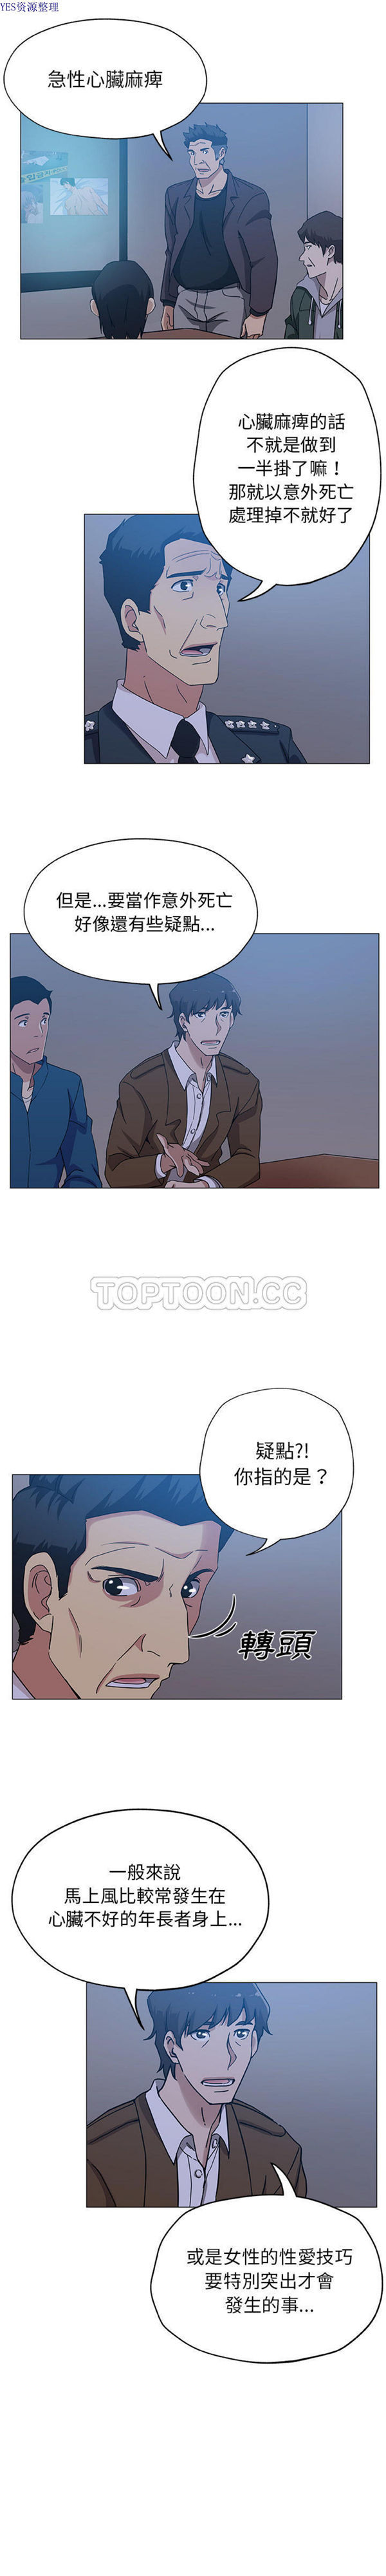 YES资源整理
急性心臟麻痺
心臟麻痺的話
不就是做到
一半掛了嘛！
那就以意外死亡
處理掉不就好了
但是...要當作意外死亡
好像還有些疑點...
TOPTOON.CC
疑點?!
你指的是？
轉頭
一般來說
馬上風比較常發生在
心臟不好的年長者身上...
或是女性的性愛技巧
要特別突出才會
發生的事...